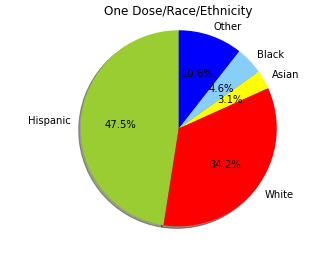 One Dose/Race/Ethnicity
Other
Black
Asian
10.6%
4.6%
3.1%
Hispanic
47.5%
34.2%
White